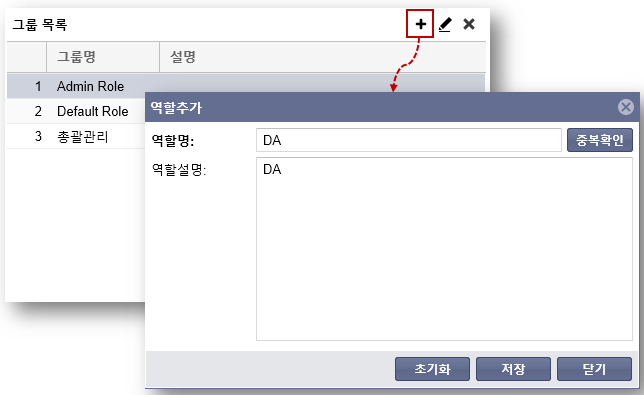 그룹 목록
그룹명 설명
1 Admin Role
2 Default Role
3 총괄관리
역할추가
역할명: DA 중복확인
역할설명: DA
초기화 저장 닫기